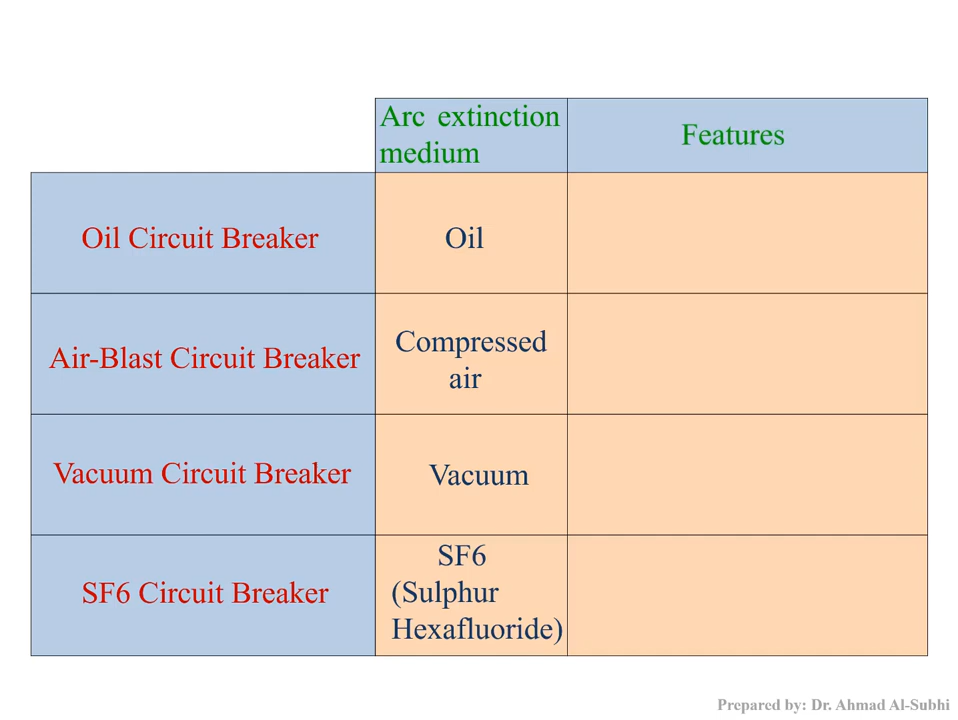 Arc extinction
medium
Features
Oil Circuit Breaker
Oil
Air-Blast Circuit Breaker
Compressed
air
Vacuum Circuit Breaker
Vacuum
SF6 Circuit Breaker
SF6
(Sulphur
Hexafluoride)
Prepared by: Dr. Ahmad Al-Subhi